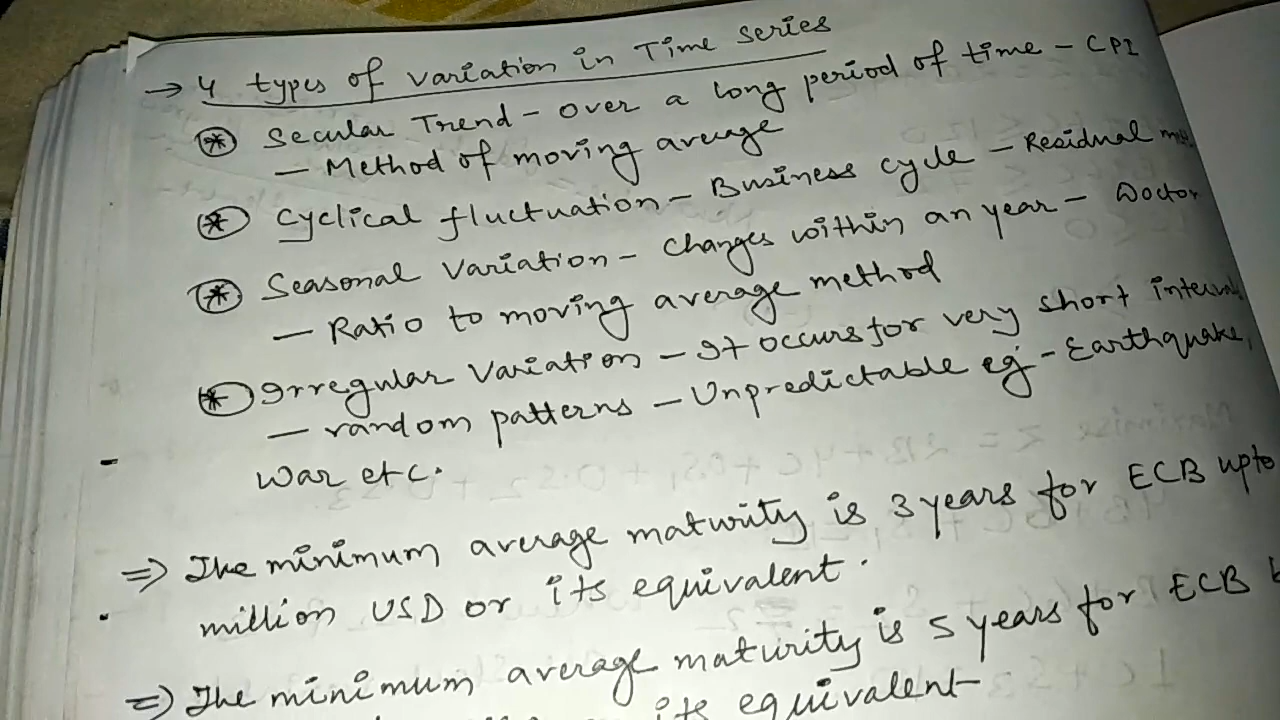 → 4 types of variation in Time series
⊛ Secular Trend - over a long period of time - CPI
— Method of moving average
⊛ Cyclical fluctuation - Business cycle - Residual
⊛ Seasonal Variation - changes within an year - Doctor
— Ratio to moving average method
⊛ Irregular Variation - It occurs for very short interval
— random patterns — Unpredictable eg - Earthquake,
war etc.
⇒ The minimum average maturity is 3 years for ECB upto
million USD or its equivalent.
⇒ The minimum average maturity is 5 years for ECB
its equivalent